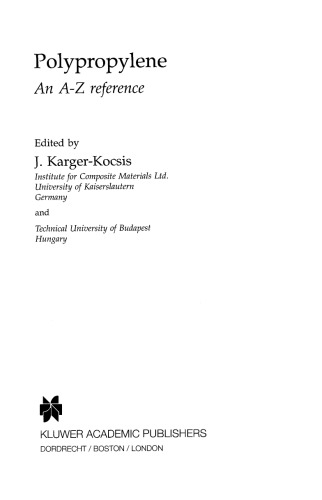 Polypropylene
An A-Z reference
Edited by
J. Karger-Kocsis
Institute for Composite Materials Ltd.
University of Kaiserslautern
Germany
and
Technical University of Budapest
Hungary
KLUWER ACADEMIC PUBLISHERS
DORDRECHT / BOSTON / LONDON